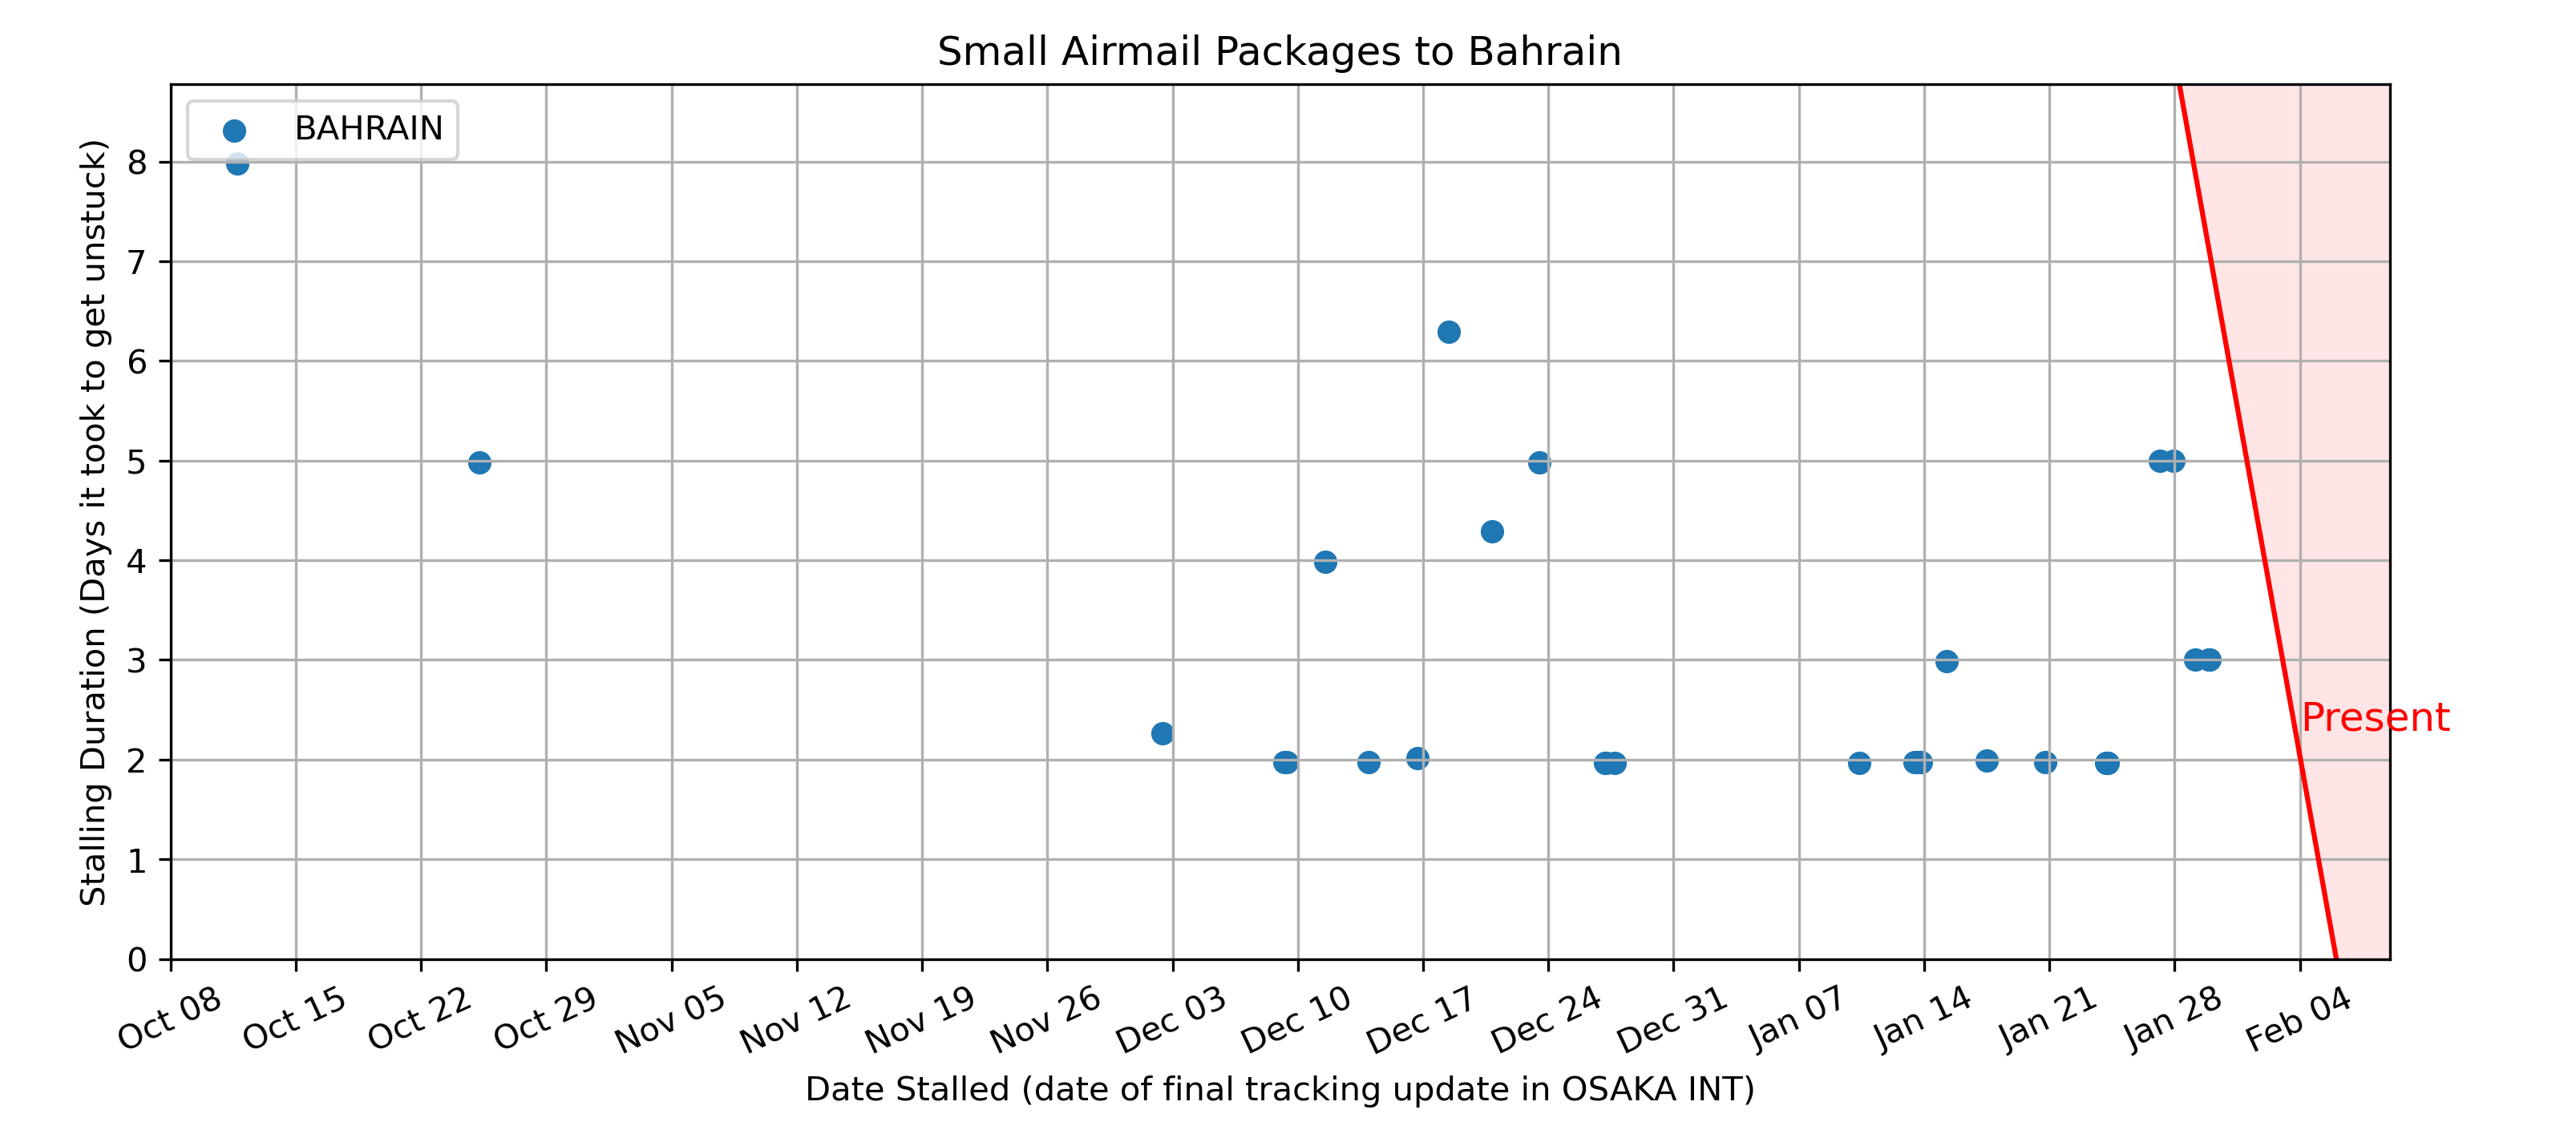 Small Airmail Packages to Bahrain
BAHRAIN
Stalling Duration (Days it took to get unstuck)
8
7
6
5
4
3
2
1
0
Present
Oct 08 Oct 15 Oct 22 Oct 29 Nov 05 Nov 12 Nov 19 Nov 26 Dec 03 Dec 10 Dec 17 Dec 24 Dec 31 Jan 07 Jan 14 Jan 21 Jan 28 Feb 04
Date Stalled (date of final tracking update in OSAKA INT)